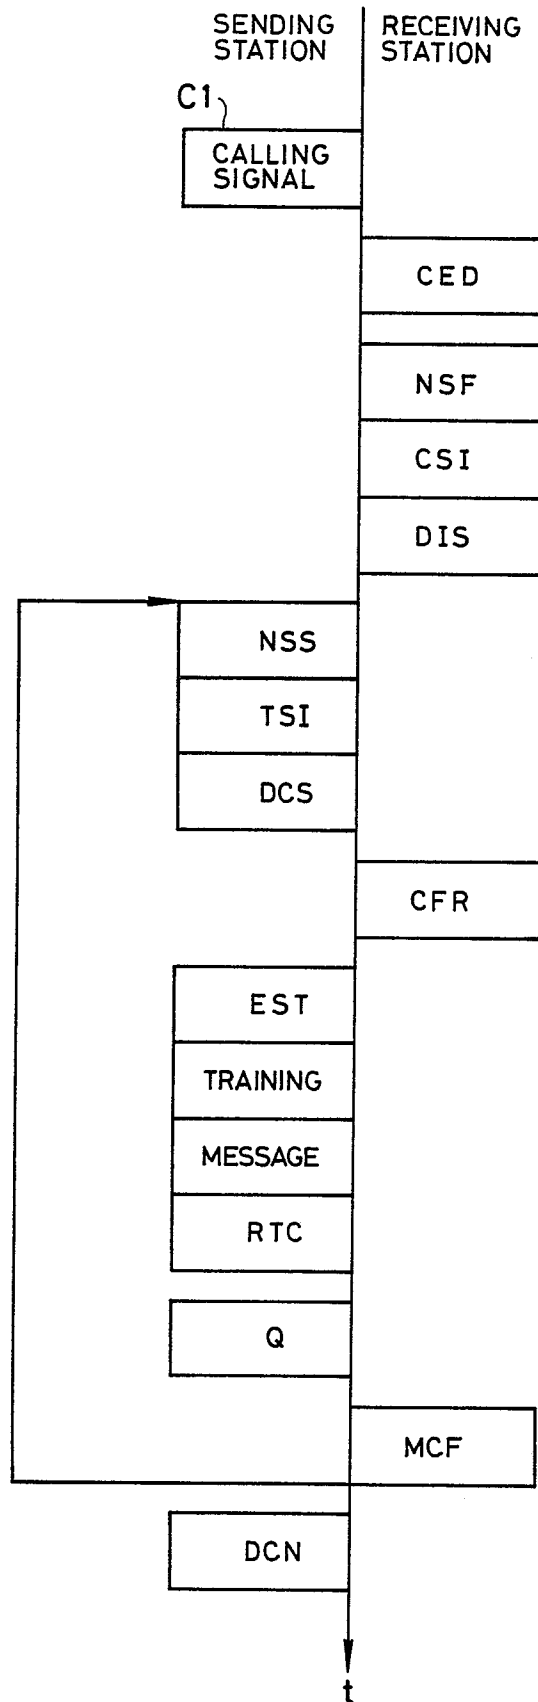 SENDING
STATION
RECEIVING
STATION
C1
CALLING
SIGNAL
CED
NSF
CSI
DIS
NSS
TSI
DCS
CFR
EST
TRAINING
MESSAGE
RTC
Q
MCF
DCN
t